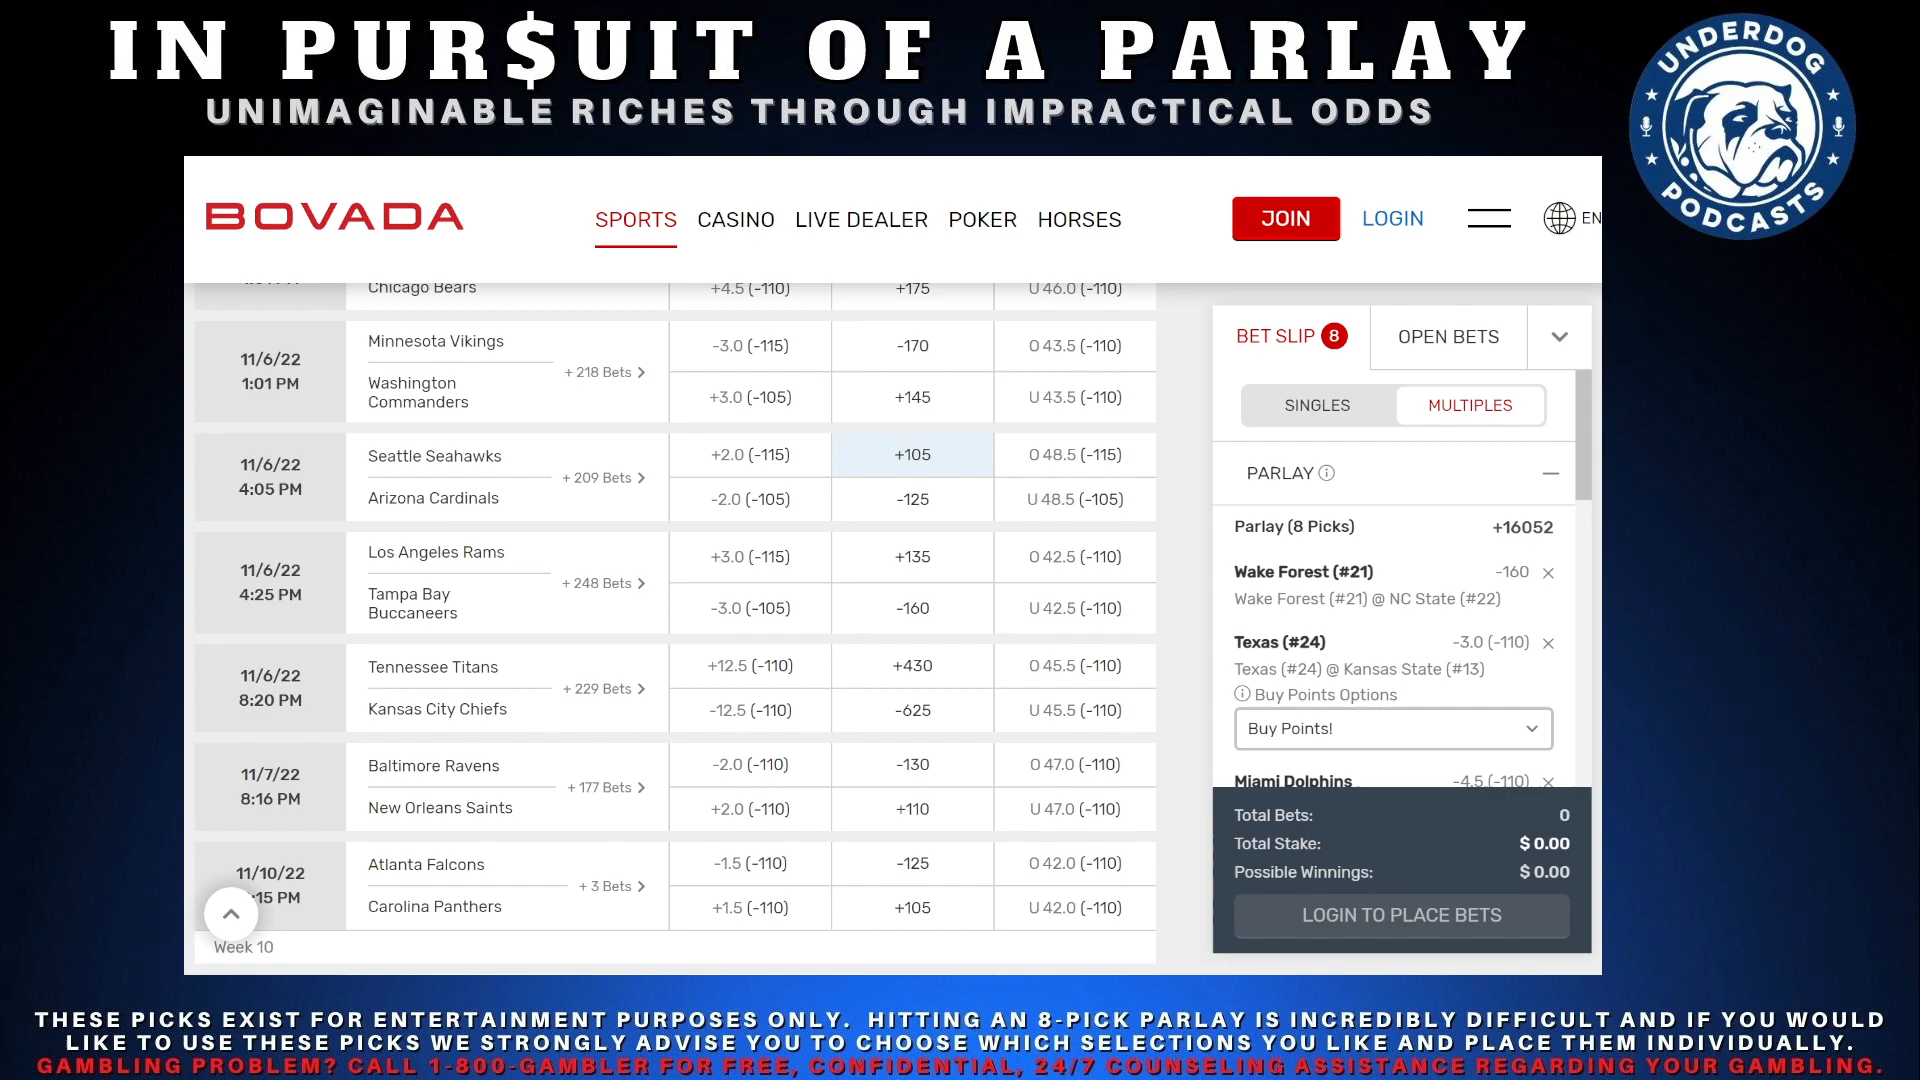 IN PUR$UIT OF A PARLAY
UNIMAGINABLE RICHES THROUGH IMPRACTICAL ODDS
UNDERDOG
PODCASTS
BOVADA
SPORTS CASINO LIVE DEALER POKER HORSES
JOIN LOGIN EN
Chicago Bears
+4.5 (-110) +175 U 46.0 (-110)
11/6/22
1:01 PM
Minnesota Vikings
Washington
Commanders
+ 218 Bets
-3.0 (-115) -170 O 43.5 (-110)
+3.0 (-105) +145 U 43.5 (-110)
11/6/22
4:05 PM
Seattle Seahawks
Arizona Cardinals
+ 209 Bets
+2.0 (-115) +105 O 48.5 (-115)
-2.0 (-105) -125 U 48.5 (-105)
11/6/22
4:25 PM
Los Angeles Rams
Tampa Bay
Buccaneers
+ 248 Bets
+3.0 (-115) +135 O 42.5 (-110)
-3.0 (-105) -160 U 42.5 (-110)
11/6/22
8:20 PM
Tennessee Titans
Kansas City Chiefs
+ 229 Bets
+12.5 (-110) +430 O 45.5 (-110)
-12.5 (-110) -625 U 45.5 (-110)
11/7/22
8:16 PM
Baltimore Ravens
New Orleans Saints
+ 177 Bets
-2.0 (-110) -130 O 47.0 (-110)
+2.0 (-110) +110 U 47.0 (-110)
11/10/22
:15 PM
Atlanta Falcons
Carolina Panthers
+ 3 Bets
-1.5 (-110) -125 O 42.0 (-110)
+1.5 (-110) +105 U 42.0 (-110)
Week 10
BET SLIP 8 OPEN BETS
SINGLES MULTIPLES
PARLAY
Parlay (8 Picks) +16052
Wake Forest (#21) -160
Wake Forest (#21) @ NC State (#22)
Texas (#24) -3.0 (-110)
Texas (#24) @ Kansas State (#13)
Buy Points Options
Buy Points!
Miami Dolphins -4.5 (-110)
Total Bets: 0
Total Stake: $ 0.00
Possible Winnings: $ 0.00
LOGIN TO PLACE BETS
THESE PICKS EXIST FOR ENTERTAINMENT PURPOSES ONLY. HITTING AN 8-PICK PARLAY IS INCREDIBLY DIFFICULT AND IF YOU WOULD
LIKE TO USE THESE PICKS WE STRONGLY ADVISE YOU TO CHOOSE WHICH SELECTIONS YOU LIKE AND PLACE THEM INDIVIDUALLY.
GAMBLING PROBLEM? CALL 1-800-GAMBLER FOR FREE, CONFIDENTIAL, 24/7 COUNSELING ASSISTANCE REGARDING YOUR GAMBLING.